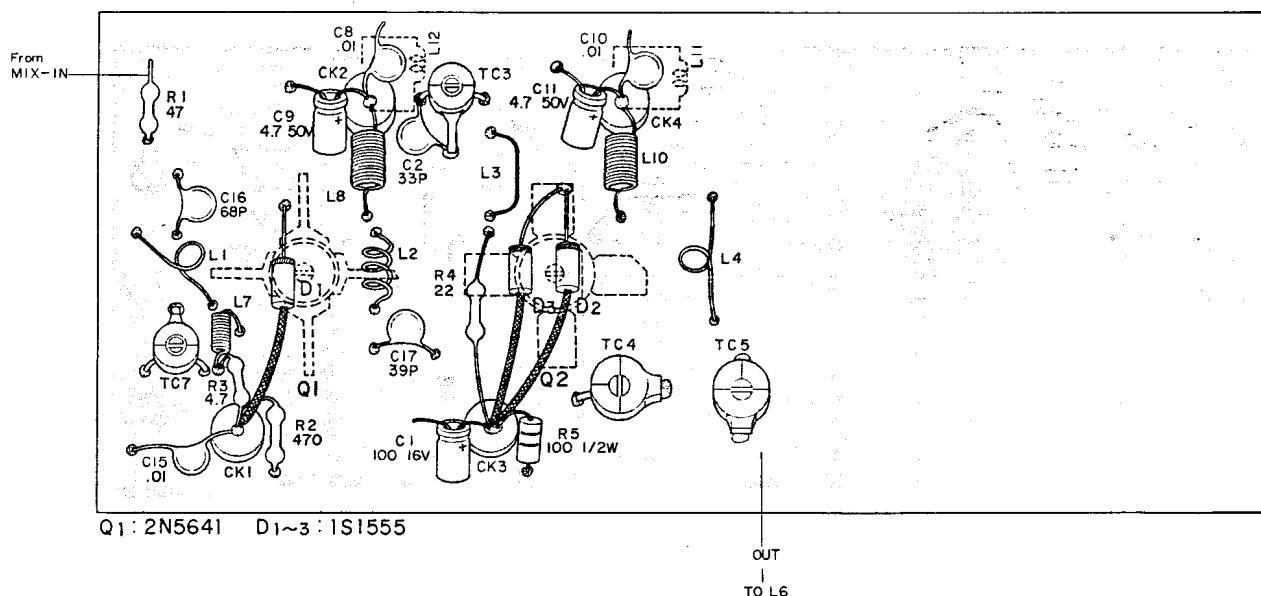 From
MIX-IN
R1
47
C8
.01
L12
CK2
C9
4.7 50V
L8
TC3
C2
33P
L3
C10
.01
L11
C11
4.7 50V
CK4
L10
C16
68P
L1
L7
D1
L2
R4
22
D3
D2
L4
TC7
R3
4.7
Q1
C17
39P
Q2
TC4
TC5
R2
470
C15
.01
CK1
C1
100 16V
CK3
R5
100 1/2W
Q1:2N5641 D1~3:1S1555
OUT
TO L6